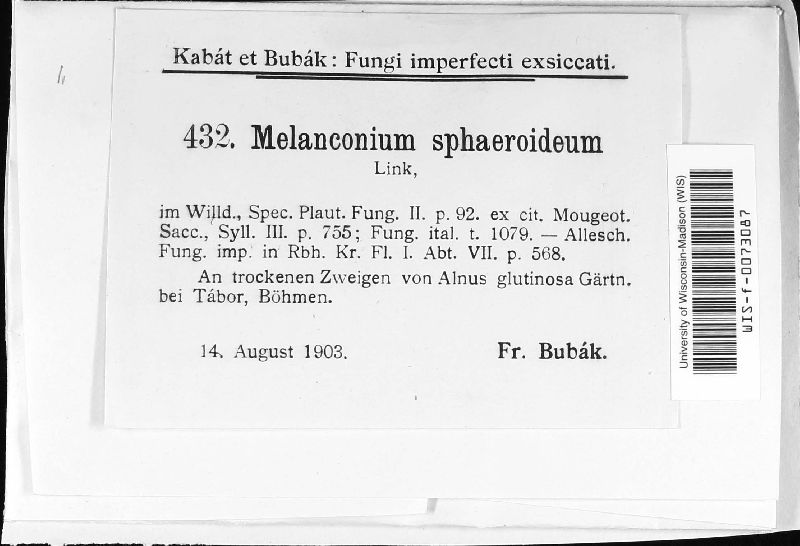 Kabát et Bubák: Fungi imperfecti exsiccati.
432. Melanconium sphaeroideum
Link,
im Willd., Spec. Plaut. Fung. II. p. 92. ex cit. Mougeot.
Sacc., Syll. III. p. 755; Fung. ital. t. 1079. — Allesch.
Fung. imp. in Rbh. Kr. Fl. I. Abt. VII. p. 568.
An trockenen Zweigen von Alnus glutinosa Gärtn.
bei Tábor, Böhmen.
14. August 1903.
Fr. Bubák.
University of Wisconsin-Madison (WIS)
WIS-f-0073087